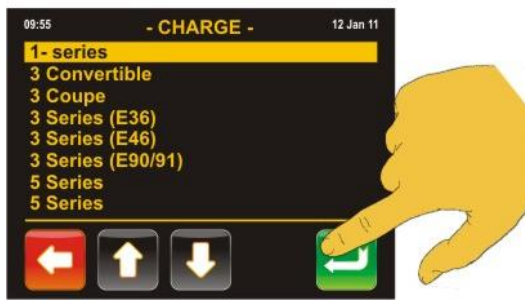 09:55 - CHARGE - 12 Jan 11
1- series
3 Convertible
3 Coupe
3 Series (E36)
3 Series (E46)
3 Series (E90/91)
5 Series
5 Series